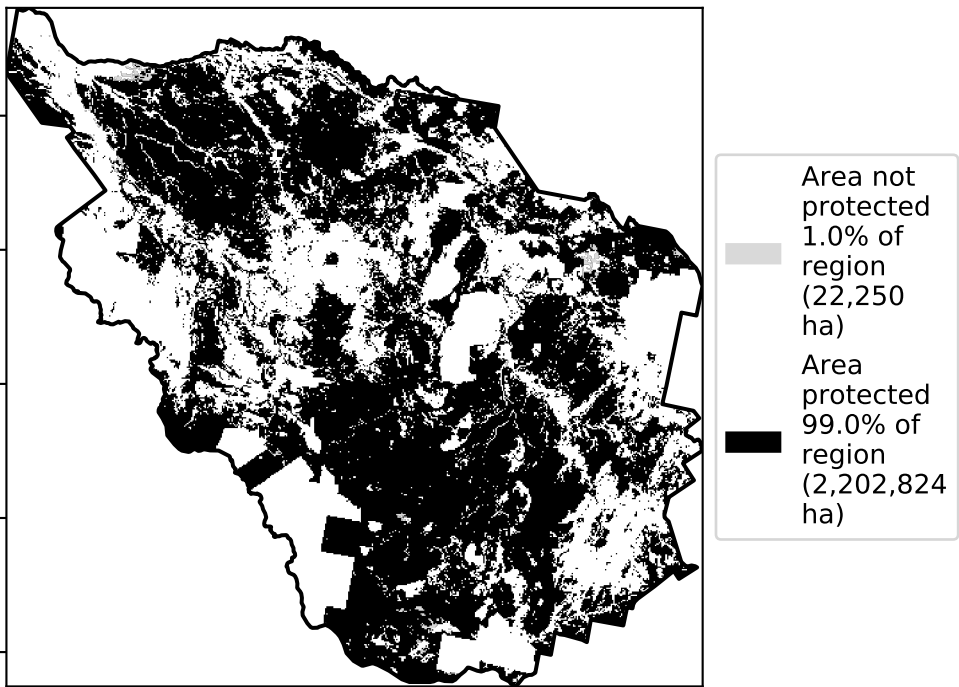 Area not
protected
1.0% of
region
(22,250
ha)
Area
protected
99.0% of
region
(2,202,824
ha)